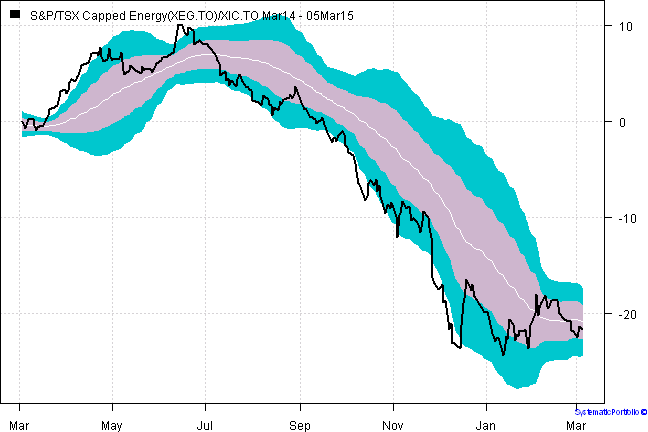 S&P/TSX Capped Energy(XEG.TO)/XIC.TO Mar14 - 05Mar15
10
0
-10
-20
SystematicPortfolio ©
Mar May Jul Sep Nov Jan Mar